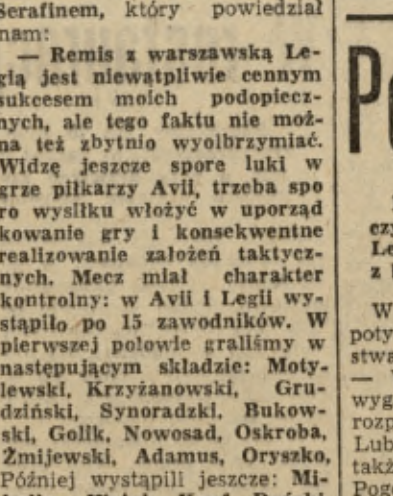 Serafinem, który powiedział
nam:
— Remis z warszawską Le-
gią jest niewątpliwie cennym
sukcesem moich podopiecz-
nych, ale tego faktu nie moż-
na też zbytnio wyolbrzymiać.
Widzę jeszcze spore luki w
grze piłkarzy Avii, trzeba spo
ro wysiłku włożyć w uporząd
kowanie gry i konsekwentne
realizowanie założeń taktycz-
nych. Mecz miał charakter
kontrolny: w Avii i Legii wy-
stąpiło po 15 zawodników. W
pierwszej połowie graliśmy w
następującym składzie: Moty-
lewski, Krzyżanowski, Gru-
dziński, Synoradzki, Bukow-
ski, Golik, Nowosad, Oskroba,
Żmijewski, Adamus, Oryszko,
Później wystąpili jeszcze: Mi-
P
czy
Le
z
W
poty
stwa
—
wyg
rozp
Lub
takż
Pog